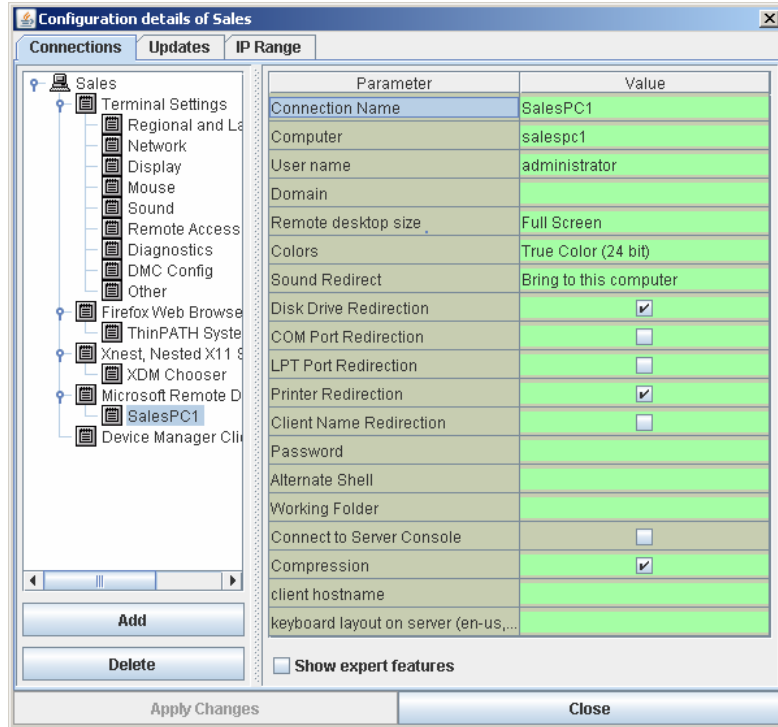 Configuration details of Sales
Connections Updates IP Range
Sales
Terminal Settings
Regional and La
Network
Display
Mouse
Sound
Remote Access
Diagnostics
DMC Config
Other
Firefox Web Browse
ThinPATH Syste
Xnest, Nested X11 S
XDM Chooser
Microsoft Remote D
SalesPC1
Device Manager Cli
Add
Delete
Parameter Value
Connection Name SalesPC1
Computer salespc1
User name administrator
Domain
Remote desktop size Full Screen
Colors True Color (24 bit)
Sound Redirect Bring to this computer
Disk Drive Redirection
COM Port Redirection
LPT Port Redirection
Printer Redirection
Client Name Redirection
Password
Alternate Shell
Working Folder
Connect to Server Console
Compression
client hostname
keyboard layout on server (en-us,...
Show expert features
Apply Changes Close